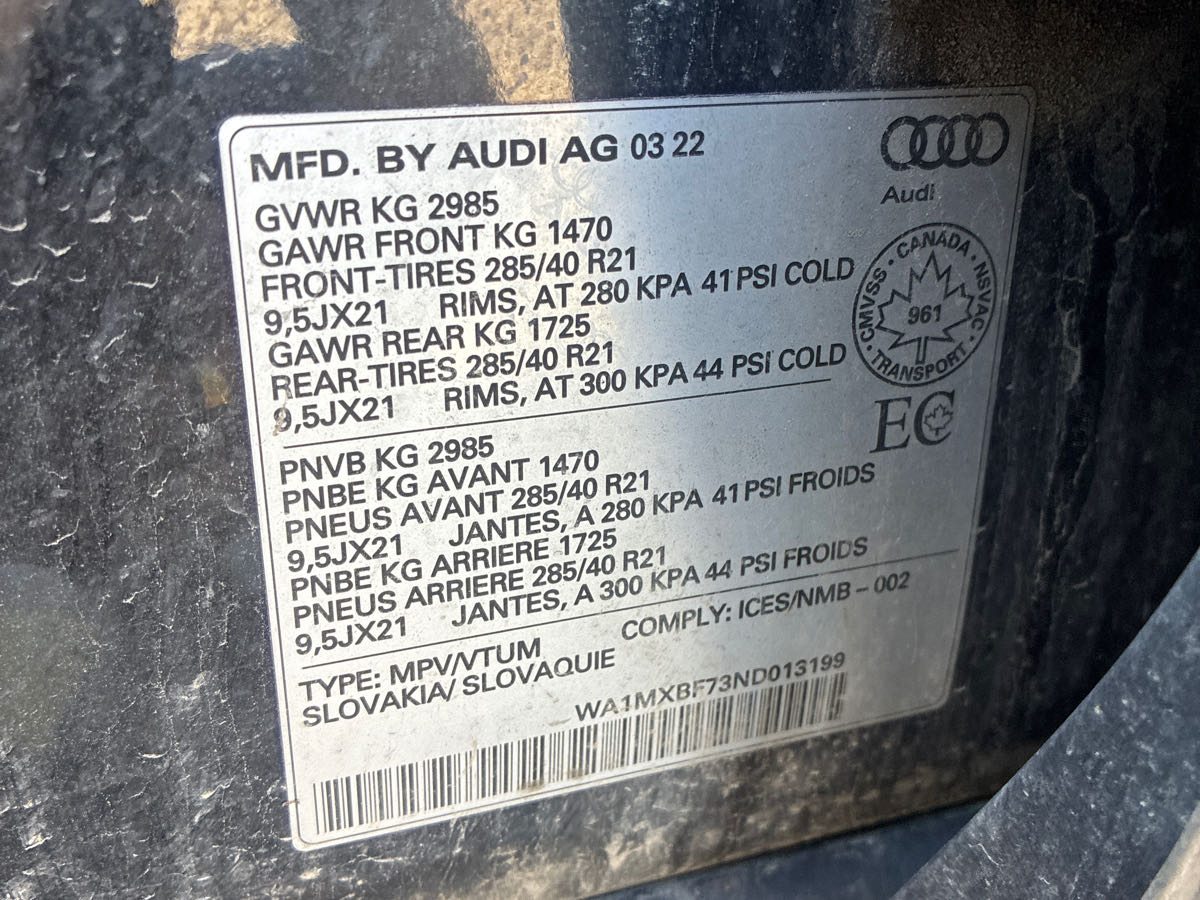 MFD. BY AUDI AG 03 22
Audi
GVWR KG 2985
GAWR FRONT KG 1470
FRONT-TIRES 285/40 R21
9,5JX21 RIMS, AT 280 KPA 41 PSI COLD
GAWR REAR KG 1725
REAR-TIRES 285/40 R21
9,5JX21 RIMS, AT 300 KPA 44 PSI COLD
CMVSS · CANADA · NSVAC · TRANSPORT ·
961
EC
PNVB KG 2985
PNBE KG AVANT 1470
PNEUS AVANT 285/40 R21
9,5JX21 JANTES, A 280 KPA 41 PSI FROIDS
PNBE KG ARRIERE 1725
PNEUS ARRIERE 285/40 R21
9,5JX21 JANTES, A 300 KPA 44 PSI FROIDS
TYPE: MPV/VTUM COMPLY: ICES/NMB – 002
SLOVAKIA/ SLOVAQUIE
WA1MXBF73ND013199